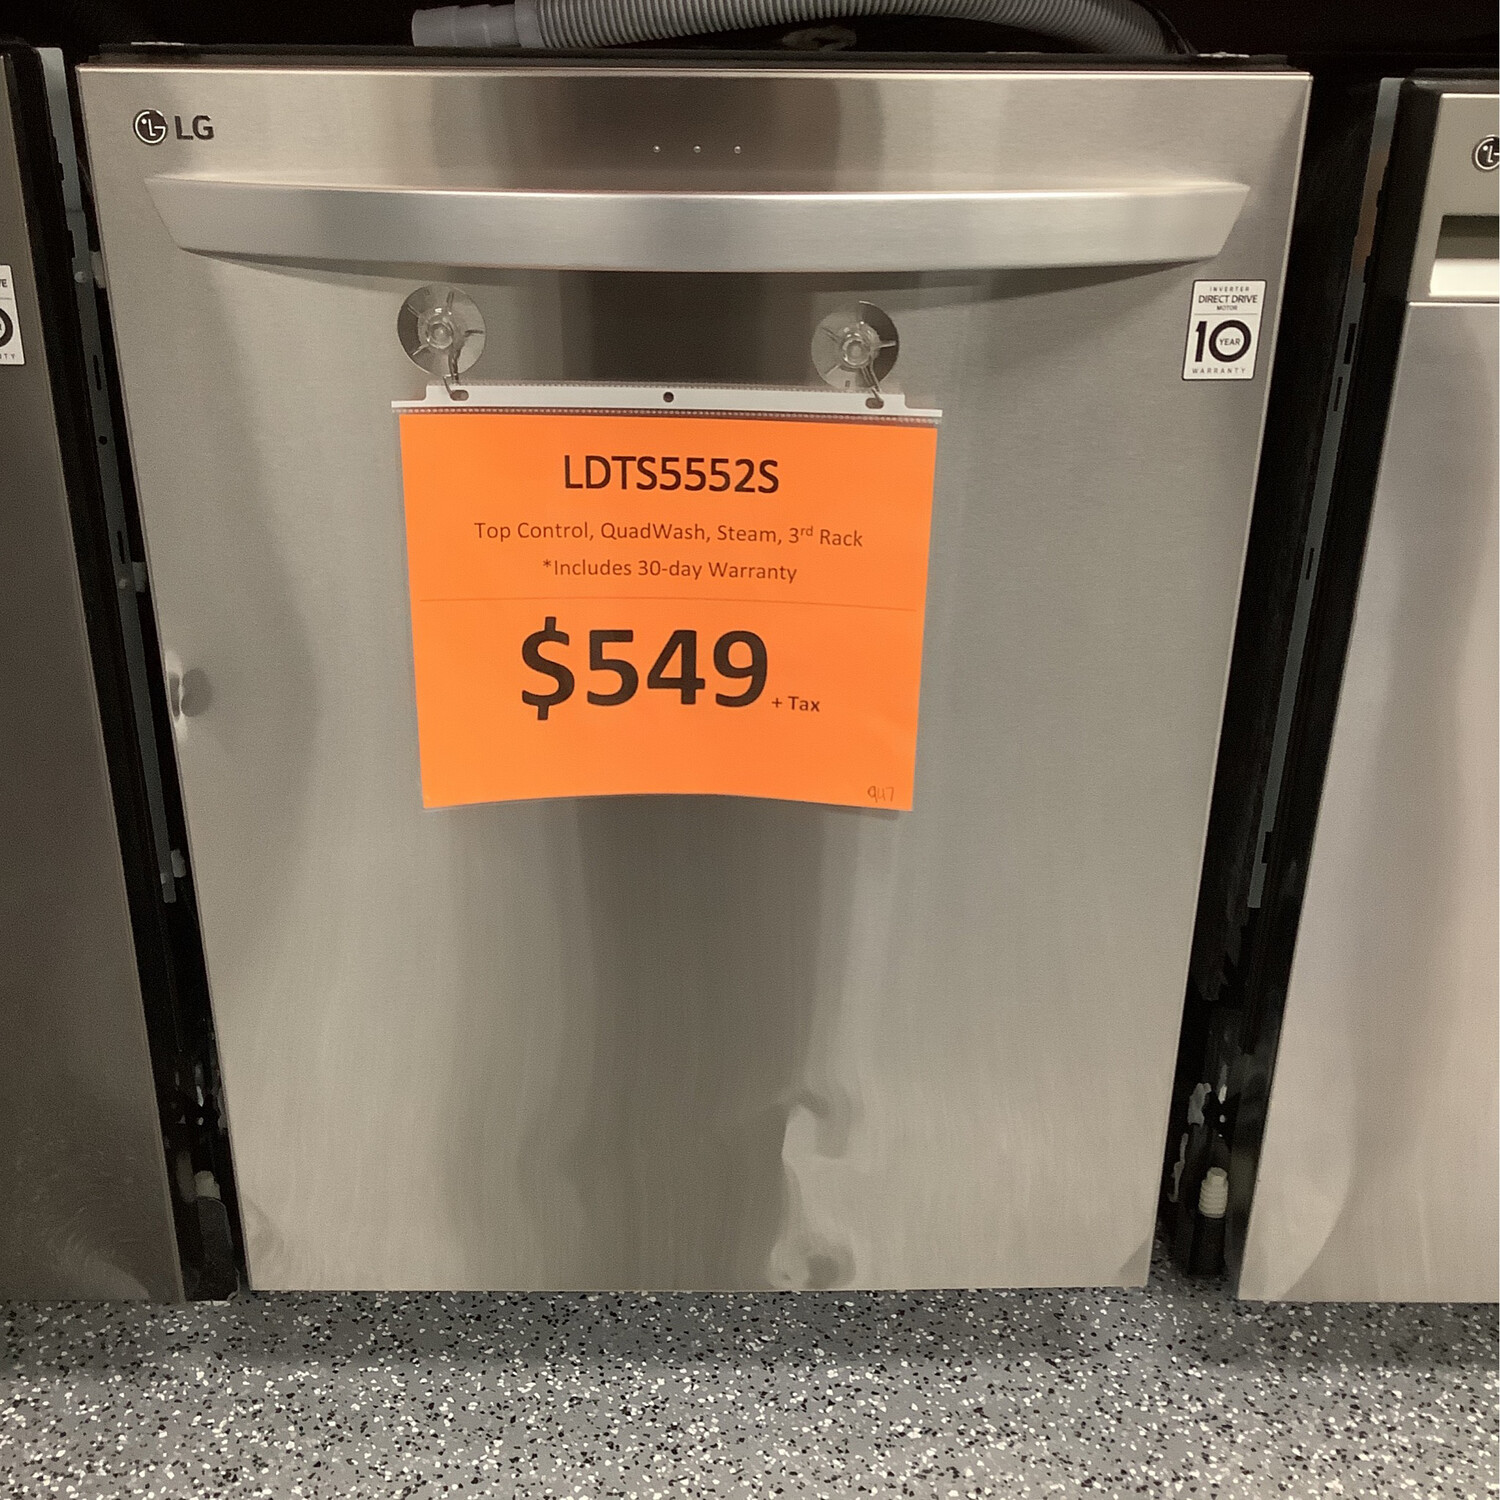 LG
INVERTER
DIRECT DRIVE
MOTOR
10 YEAR
WARRANTY
LDTS5552S
Top Control, QuadWash, Steam, 3rd Rack
*Includes 30-day Warranty
$549 + Tax
947